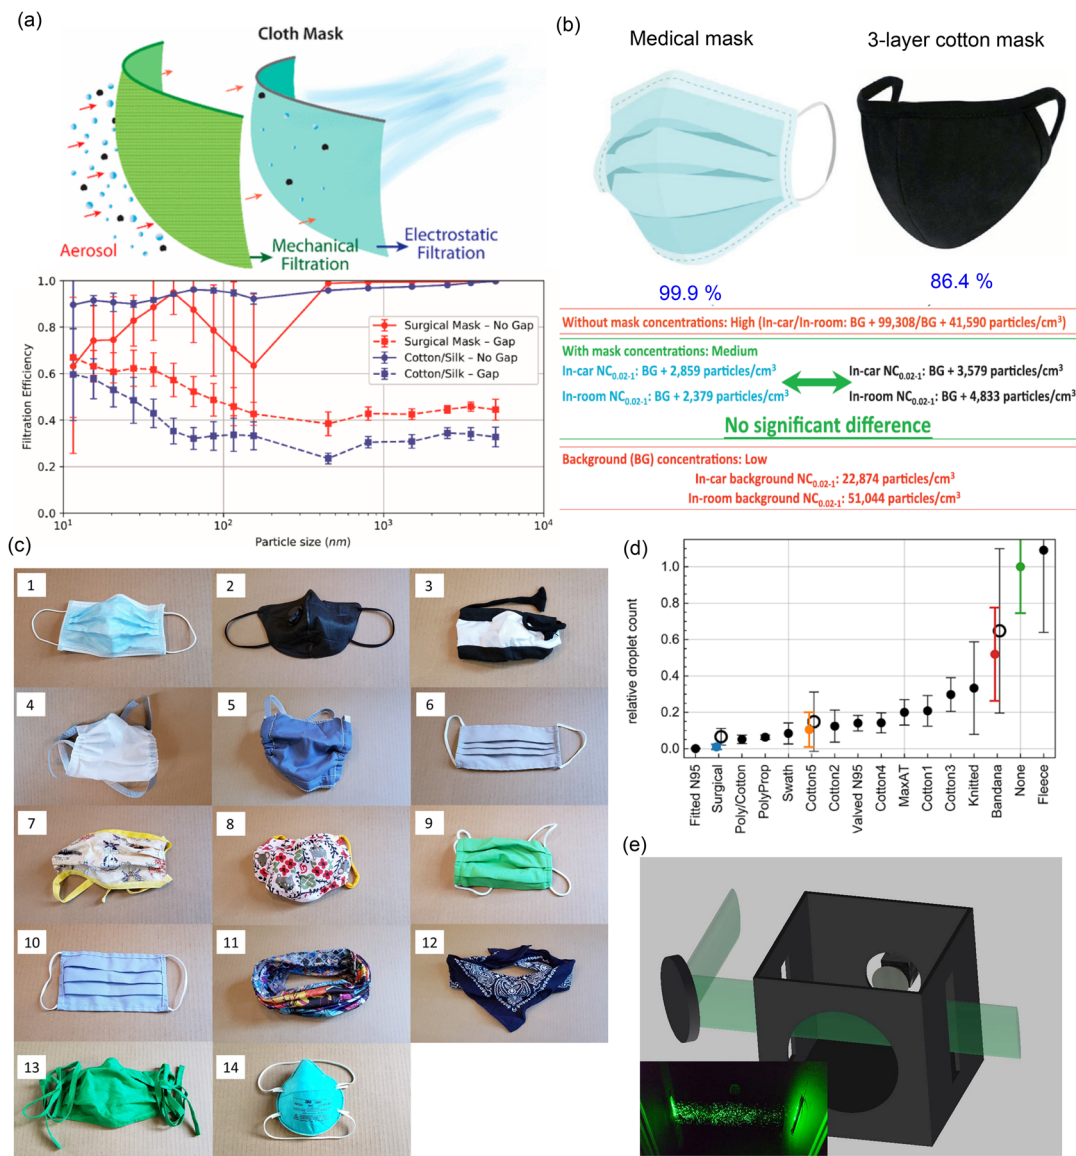 (a)
Cloth Mask
Aerosol
Mechanical
Filtration
Electrostatic
Filtration
Filtration Efficiency
1.0
0.8
0.6
0.4
0.2
0.0
Surgical Mask – No Gap
Surgical Mask – Gap
Cotton/Silk – No Gap
Cotton/Silk – Gap
10¹
10²
10³
10⁴
Particle size (nm)
(b)
Medical mask
3-layer cotton mask
99.9 %
86.4 %
Without mask concentrations: High (In-car/In-room: BG + 99,308/BG + 41,590 particles/cm³)
With mask concentrations: Medium
In-car NC₀.₀₂₋₁: BG + 2,859 particles/cm³
In-car NC₀.₀₂₋₁: BG + 3,579 particles/cm³
In-room NC₀.₀₂₋₁: BG + 2,379 particles/cm³
In-room NC₀.₀₂₋₁: BG + 4,833 particles/cm³
No significant difference
Background (BG) concentrations: Low
In-car background NC₀.₀₂₋₁: 22,874 particles/cm³
In-room background NC₀.₀₂₋₁: 51,044 particles/cm³
(c)
1
2
3
4
5
6
7
8
9
10
11
12
13
14
(d)
relative droplet count
1.0
0.8
0.6
0.4
0.2
0.0
Fitted N95
Surgical
Poly/Cotton
PolyProp
Swath
Cotton5
Cotton2
Valved N95
Cotton4
MaxAT
Cotton1
Cotton3
Knitted
Bandana
None
Fleece
(e)